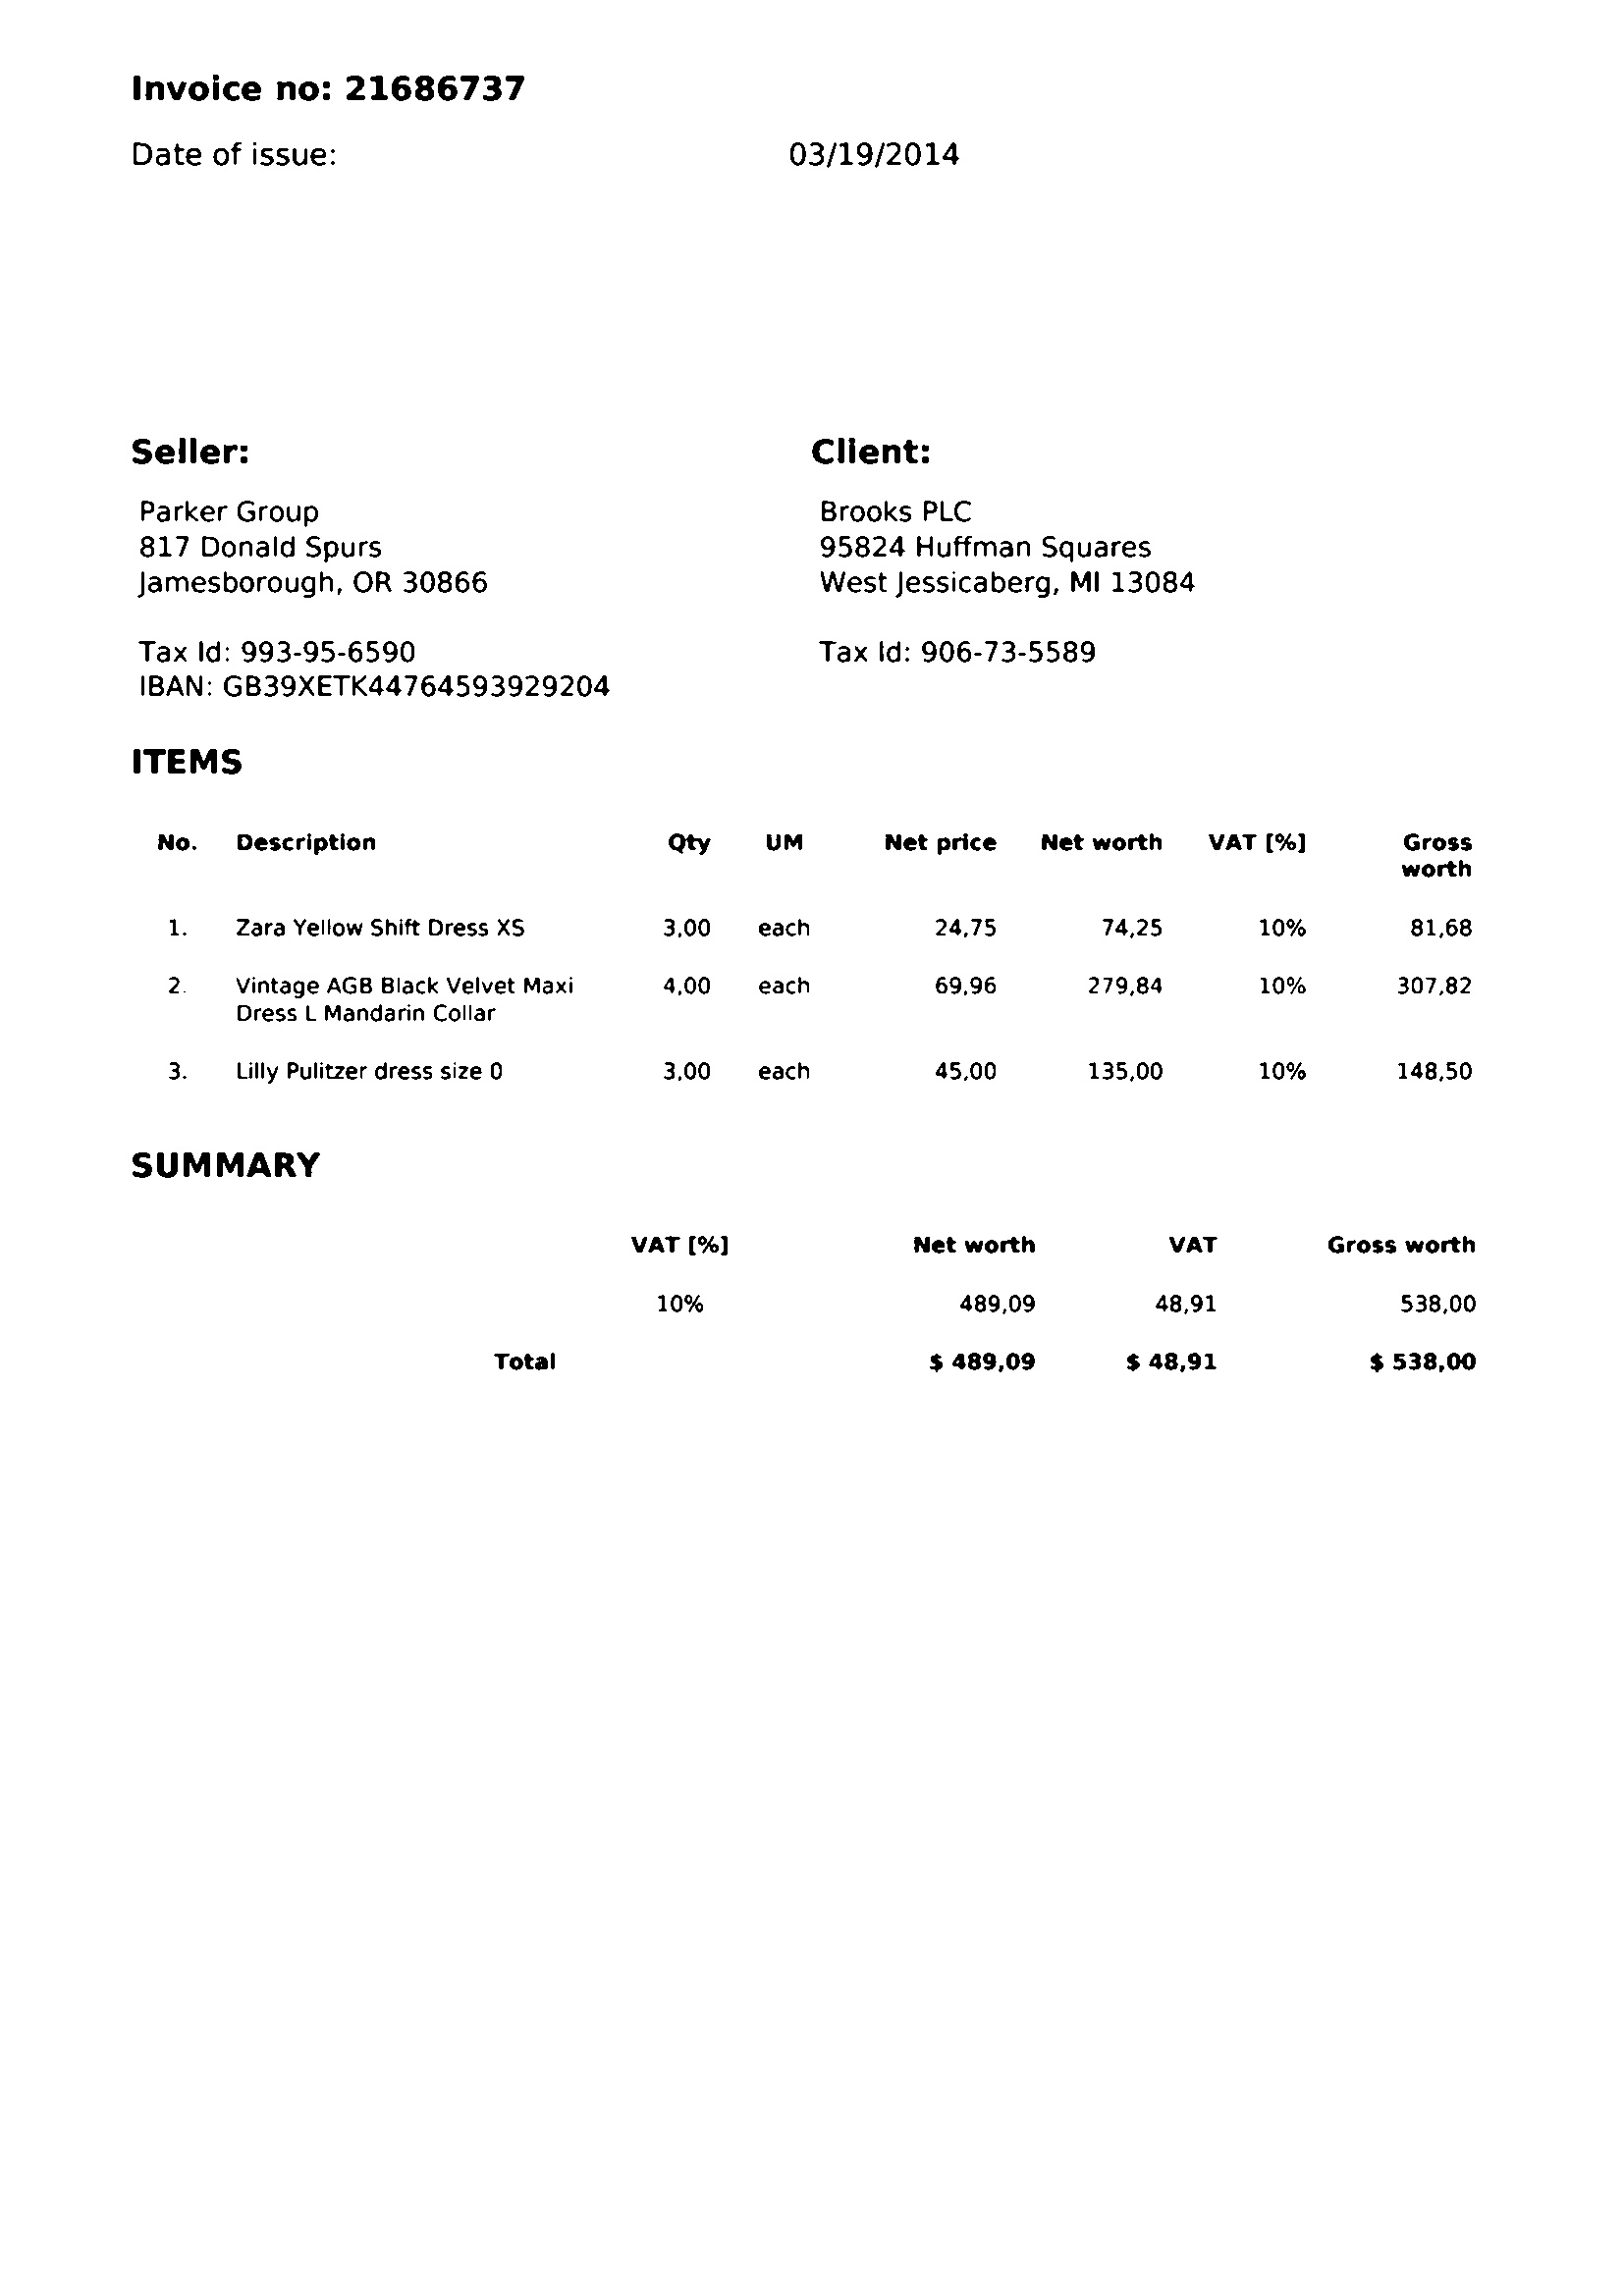 Invoice no: 21686737
Date of issue: 03/19/2014
Seller: Client:
Parker Group Brooks PLC
817 Donald Spurs 95824 Huffman Squares
Jamesborough, OR 30866 West Jessicaberg, MI 13084
Tax Id: 993-95-6590 Tax Id: 906-73-5589
IBAN: GB39XETK44764593929204
ITEMS
No. Description Qty UM Net price Net worth VAT [%] Gross
worth
1. Zara Yellow Shift Dress XS 3,00 each 24,75 74,25 10% 81,68
2. Vintage AGB Black Velvet Maxi 4,00 each 69,96 279,84 10% 307,82
Dress L Mandarin Collar
3. Lilly Pulitzer dress size 0 3,00 each 45,00 135,00 10% 148,50
SUMMARY
VAT [%] Net worth VAT Gross worth
10% 489,09 48,91 538,00
Total $ 489,09 $ 48,91 $ 538,00